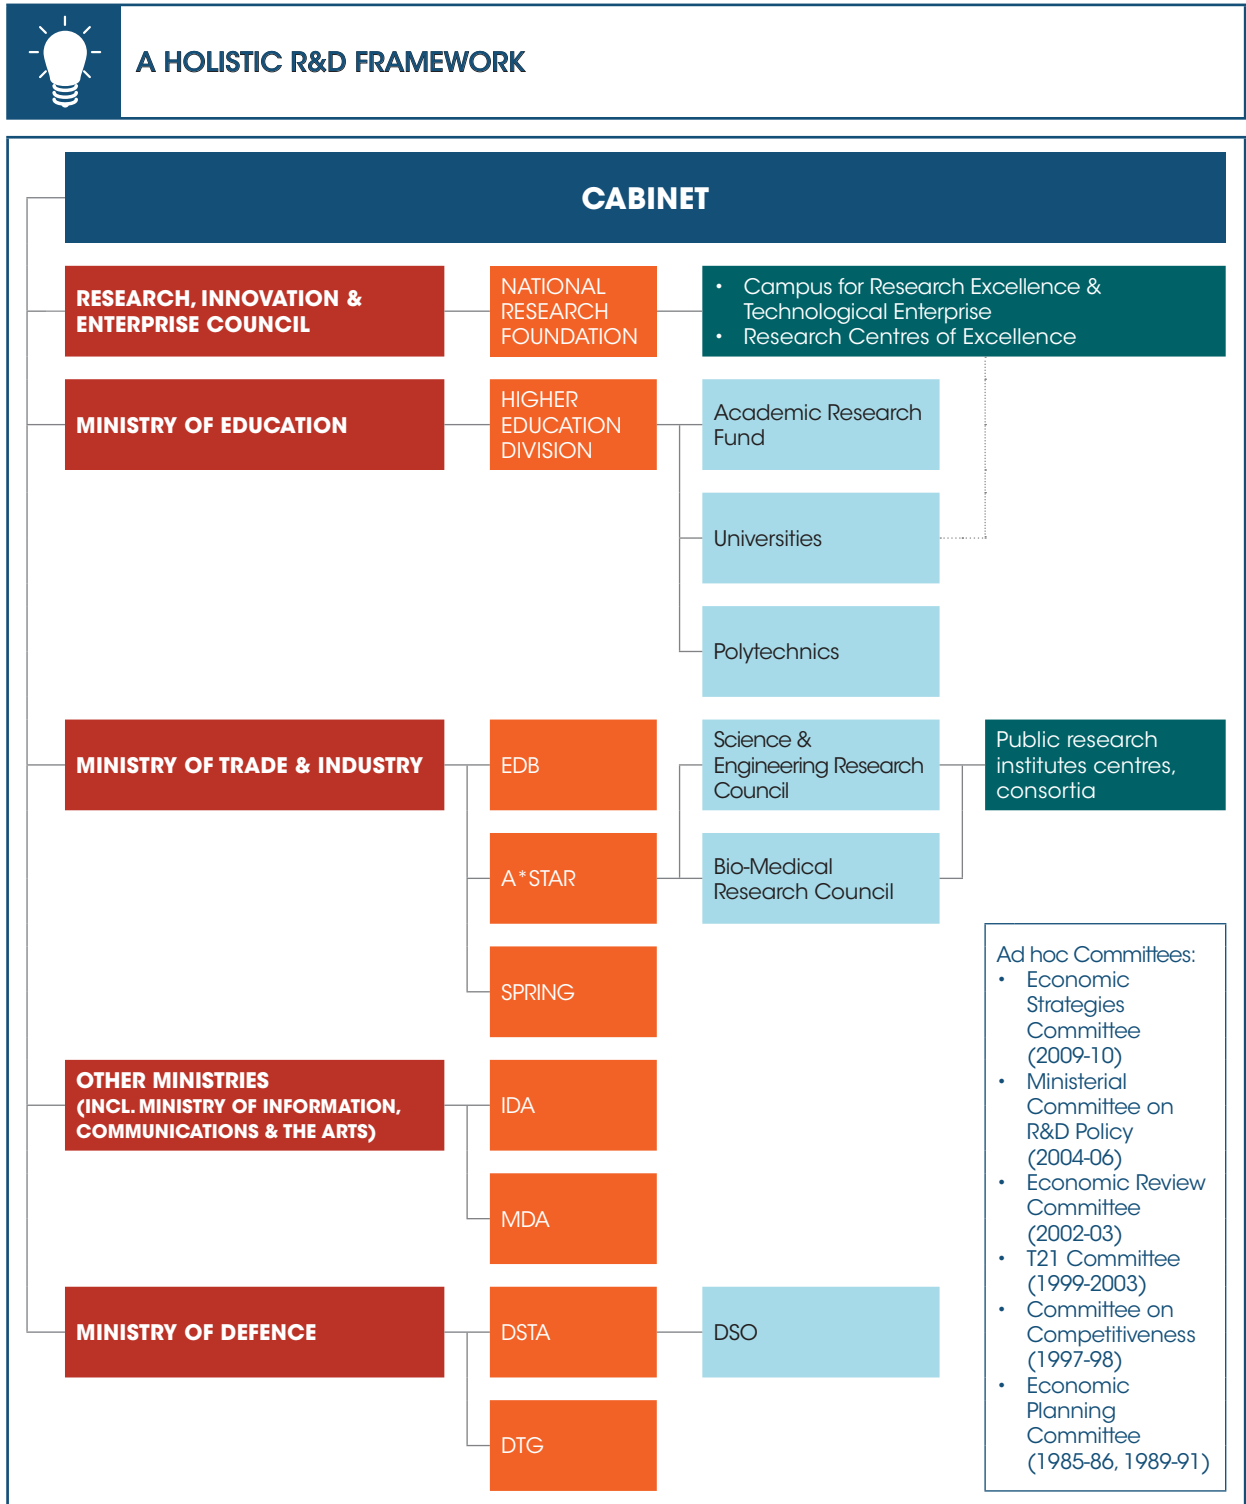 A HOLISTIC R&D FRAMEWORK
CABINET
RESEARCH, INNOVATION &
ENTERPRISE COUNCIL
NATIONAL
RESEARCH
FOUNDATION
• Campus for Research Excellence &
Technological Enterprise
• Research Centres of Excellence
MINISTRY OF EDUCATION
HIGHER
EDUCATION
DIVISION
Academic Research
Fund
Universities
Polytechnics
MINISTRY OF TRADE & INDUSTRY
EDB
Science &
Engineering Research
Council
Public research
institutes centres,
consortia
A*STAR
Bio-Medical
Research Council
SPRING
OTHER MINISTRIES
(INCL. MINISTRY OF INFORMATION,
COMMUNICATIONS & THE ARTS)
IDA
MDA
MINISTRY OF DEFENCE
DSTA
DSO
DTG
Ad hoc Committees:
• Economic
Strategies
Committee
(2009-10)
• Ministerial
Committee on
R&D Policy
(2004-06)
• Economic Review
Committee
(2002-03)
• T21 Committee
(1999-2003)
• Committee on
Competitiveness
(1997-98)
• Economic
Planning
Committee
(1985-86, 1989-91)